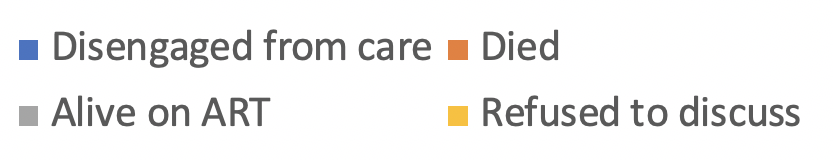 Disengaged from care Died
Alive on ART Refused to discuss